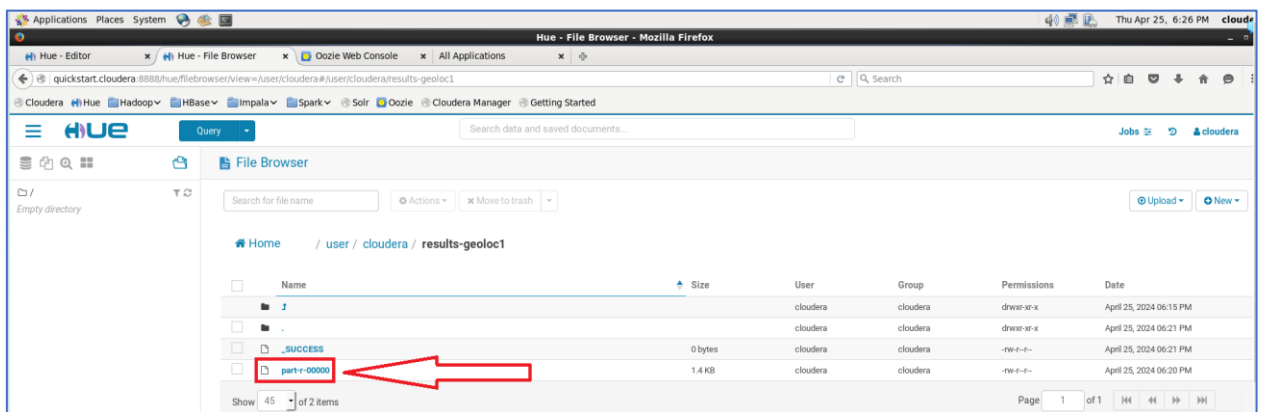 Applications Places System Thu Apr 25, 6:26 PM
Hue - File Browser - Mozilla Firefox
Hue - Editor Hue - File Browser Oozie Web Console All Applications
quickstart.cloudera:8888/hue/filebrowser/view=/user/cloudera#/user/cloudera/results-geoloc1 Search
Cloudera Hue Hadoop HBase Impala Spark Solr Oozie Cloudera Manager Getting Started
HUE Query Search data and saved documents... Jobs cloudera
File Browser
/
Empty directory
Search for file name Actions Move to trash Upload New
Home / user / cloudera / results-geoloc1
Name Size User Group Permissions Date
cloudera cloudera drwxr-xr-x April 25, 2024 06:15 PM
. cloudera cloudera drwxr-xr-x April 25, 2024 06:21 PM
_SUCCESS 0 bytes cloudera cloudera -rw-r--r-- April 25, 2024 06:21 PM
part-r-00000 1.4 KB cloudera cloudera -rw-r--r-- April 25, 2024 06:20 PM
Show 45 of 2 items Page 1 of 1